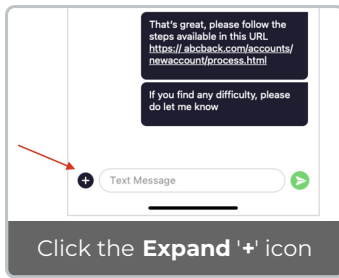 That's great, please follow the
steps available in this URL
https:// abcback.com/accounts/
newaccount/process.html
If you find any difficulty, please
do let me know
Text Message
Click the Expand '+' icon